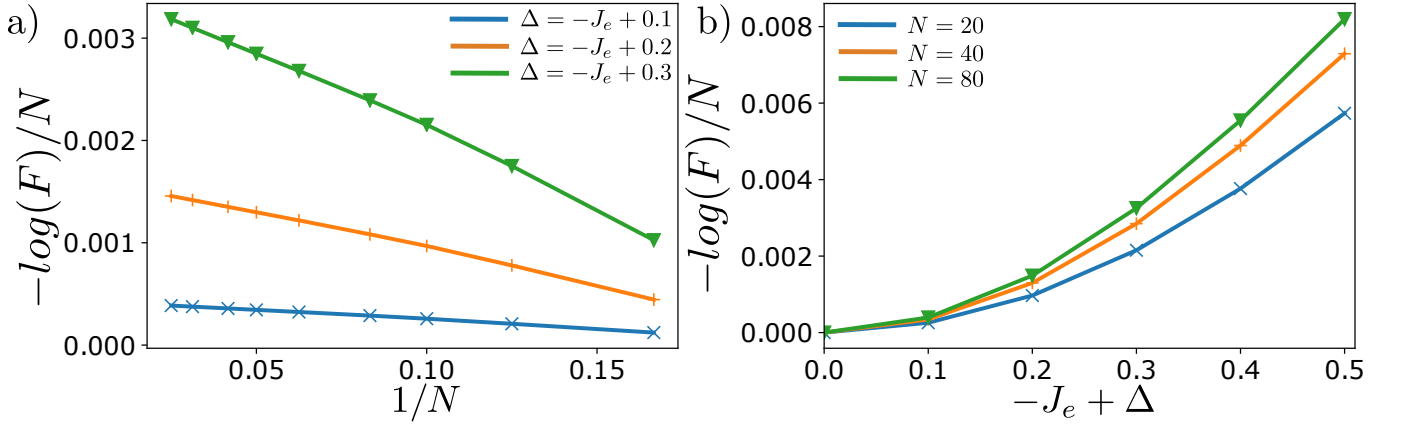 a)
−log(F)/N
0.003
0.002
0.001
0.000
Δ = −J_e + 0.1
Δ = −J_e + 0.2
Δ = −J_e + 0.3
0.05
0.10
0.15
1/N
b)
−log(F)/N
0.008
0.006
0.004
0.002
0.000
N = 20
N = 40
N = 80
0.0
0.1
0.2
0.3
0.4
0.5
−J_e + Δ